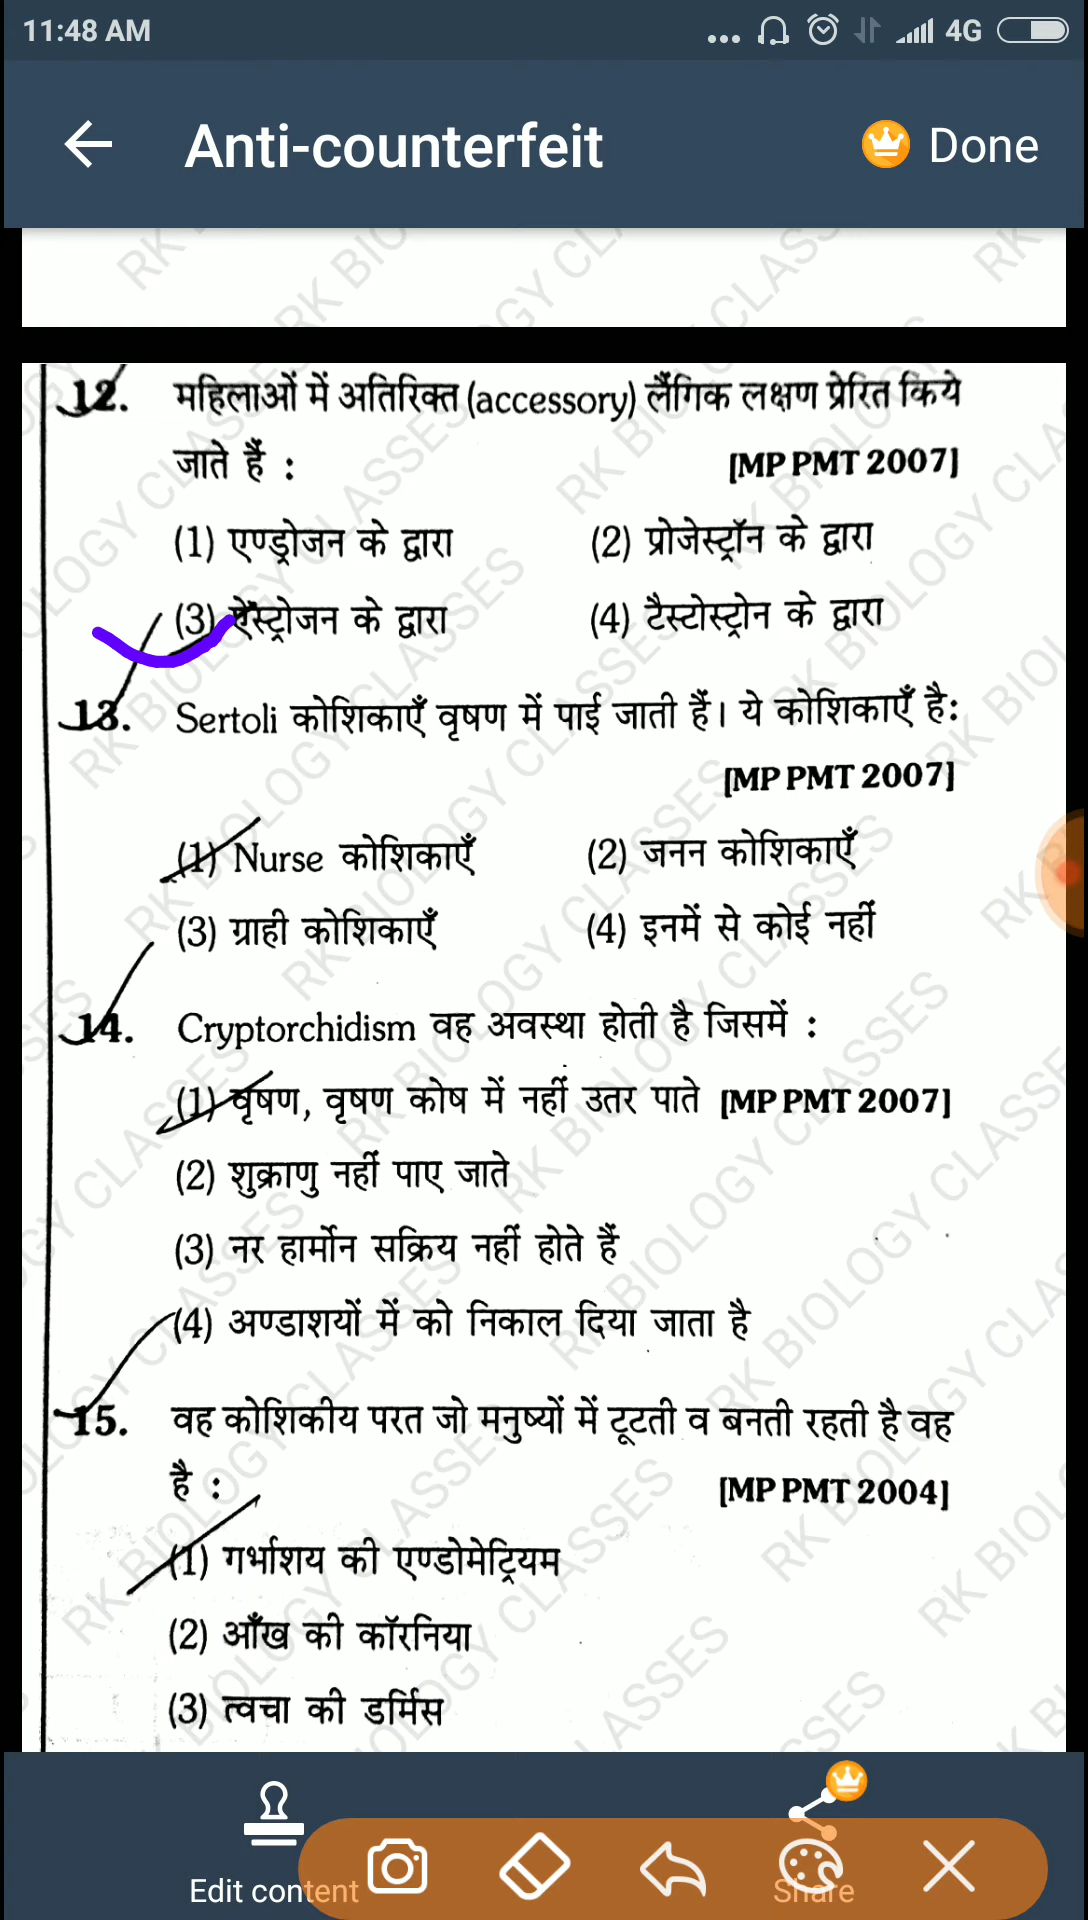 11:48 AM
4G
Anti-counterfeit
Done
12. महिलाओं में अतिरिक्त (accessory) लैंगिक लक्षण प्रेरित किये
जाते हैं : [MP PMT 2007]
(1) एण्ड्रोजन के द्वारा (2) प्रोजेस्ट्रॉन के द्वारा
(3) ऐस्ट्रोजन के द्वारा (4) टैस्टोस्ट्रोन के द्वारा
13. Sertoli कोशिकाएँ वृषण में पाई जाती हैं। ये कोशिकाएँ है:
[MP PMT 2007]
(1) Nurse कोशिकाएँ (2) जनन कोशिकाएँ
(3) ग्राही कोशिकाएँ (4) इनमें से कोई नहीं
14. Cryptorchidism वह अवस्था होती है जिसमें :
(1) वृषण, वृषण कोष में नहीं उतर पाते [MP PMT 2007]
(2) शुक्राणु नहीं पाए जाते
(3) नर हार्मोन सक्रिय नहीं होते हैं
(4) अण्डाशयों में को निकाल दिया जाता है
15. वह कोशिकीय परत जो मनुष्यों में टूटती व बनती रहती है वह
है : [MP PMT 2004]
(1) गर्भाशय की एण्डोमेट्रियम
(2) आँख की कॉरनिया
(3) त्वचा की डर्मिस
Edit content
Share
RK BIOLOGY CLASSES